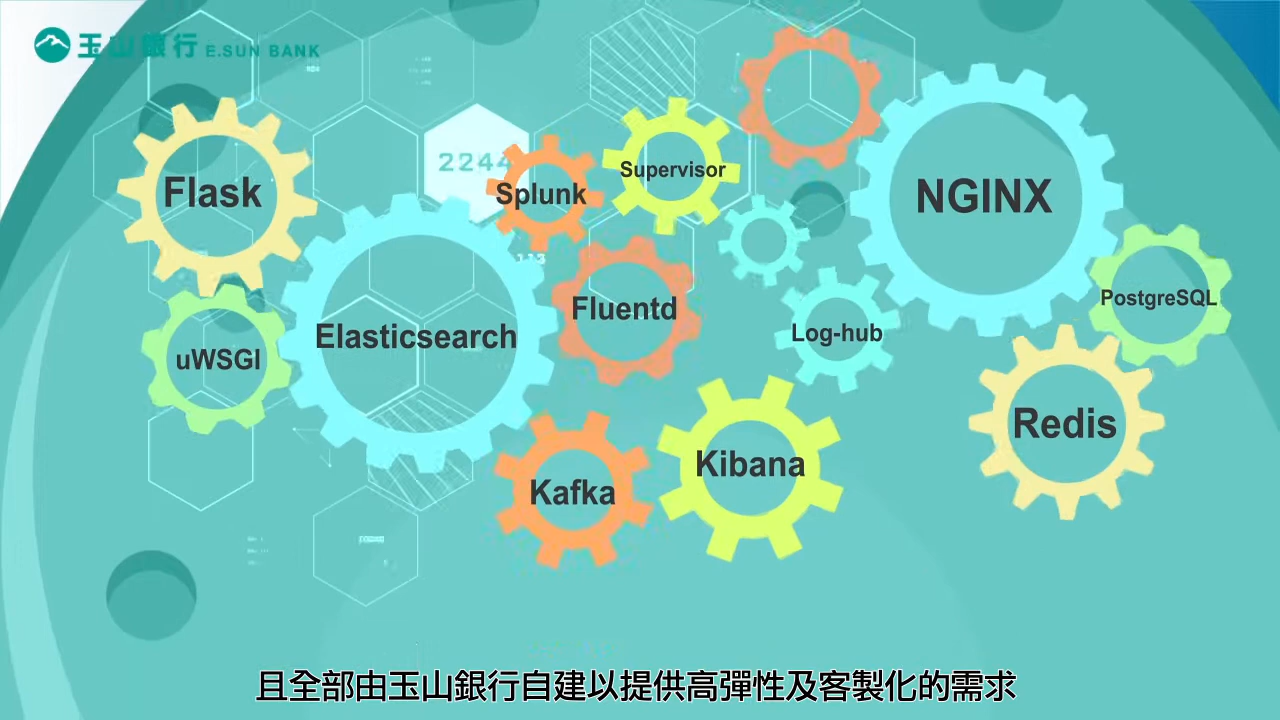 玉山銀行 E.SUN BANK
2244
Flask
Splunk
Supervisor
NGINX
113
Elasticsearch
Fluentd
Log-hub
PostgreSQL
uWSGI
Kafka
Kibana
Redis
且全部由玉山銀行自建以提供高彈性及客製化的需求